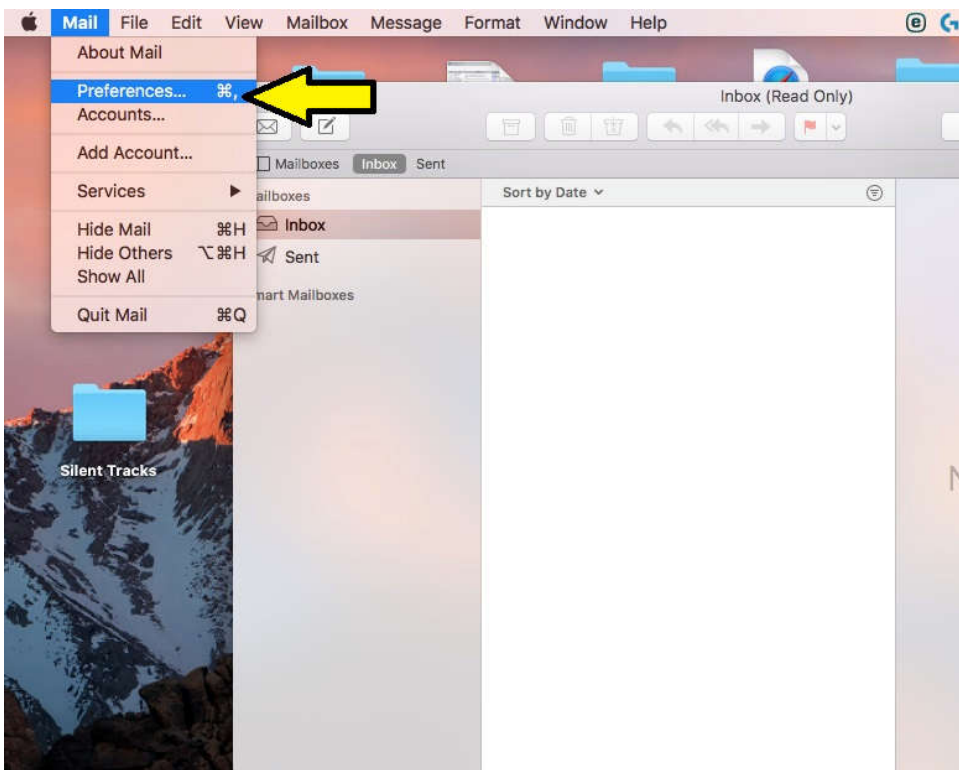 Mail File Edit View Mailbox Message Format Window Help
About Mail
Preferences... ⌘,
Accounts...
Add Account...
Services ▶
Hide Mail ⌘H
Hide Others ⌥⌘H
Show All
Quit Mail ⌘Q
Inbox (Read Only)
Mailboxes Inbox Sent
ailboxes
Inbox
Sent
mart Mailboxes
Sort by Date
Silent Tracks
N